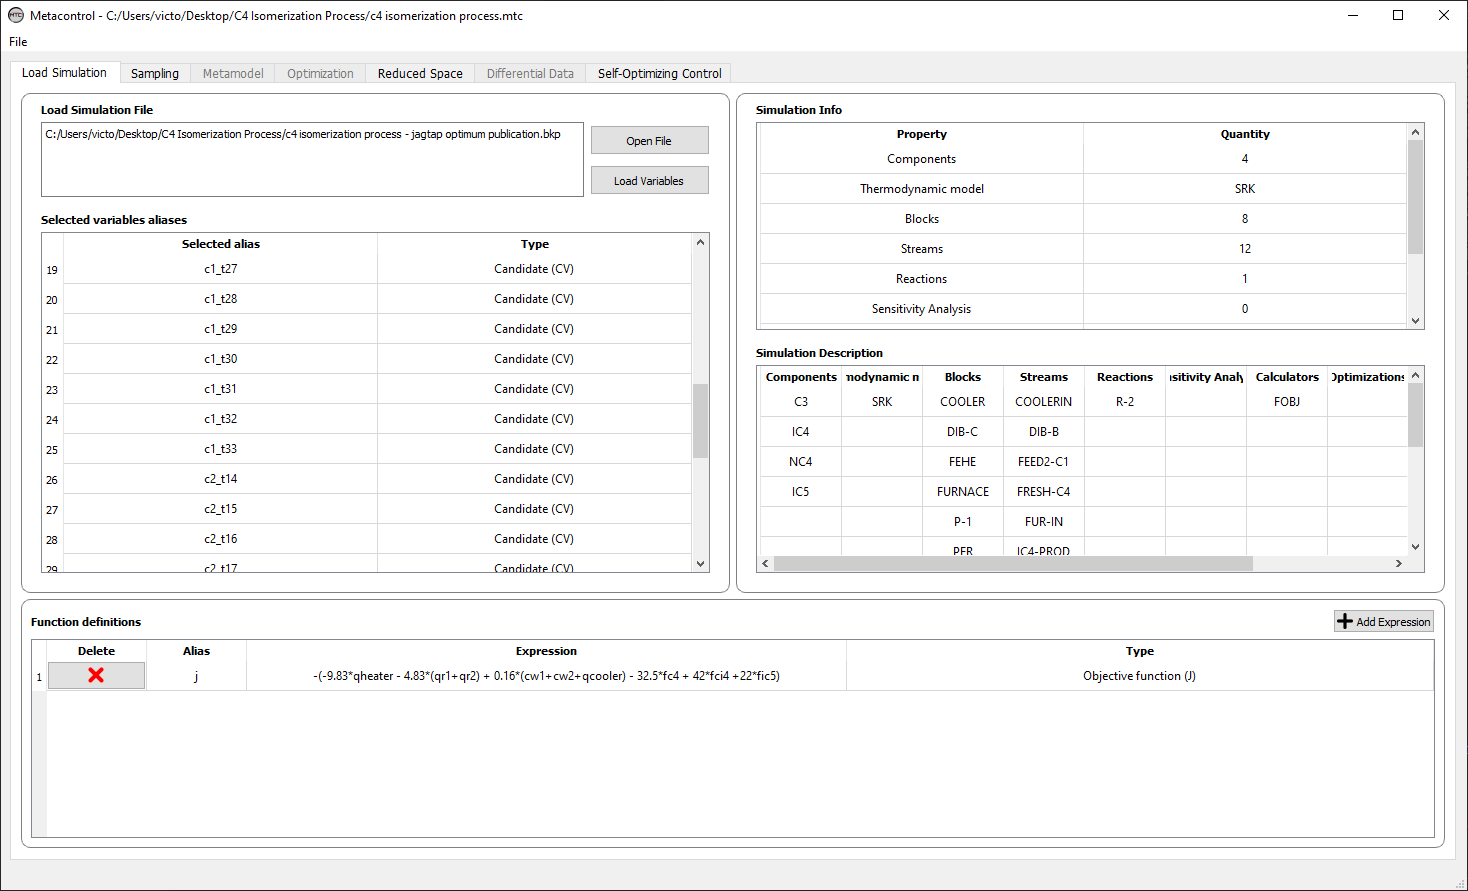 Metacontrol - C:/Users/victo/Desktop/C4 Isomerization Process/c4 isomerization process.mtc
File
Load Simulation Sampling Metamodel Optimization Reduced Space Differential Data Self-Optimizing Control
Load Simulation File
C:/Users/victo/Desktop/C4 Isomerization Process/c4 isomerization process - jagtap optimum publication.bkp
Open File
Load Variables
Selected variables aliases
Selected alias Type
19 c1_t27 Candidate (CV)
20 c1_t28 Candidate (CV)
21 c1_t29 Candidate (CV)
22 c1_t30 Candidate (CV)
23 c1_t31 Candidate (CV)
24 c1_t32 Candidate (CV)
25 c1_t33 Candidate (CV)
26 c2_t14 Candidate (CV)
27 c2_t15 Candidate (CV)
28 c2_t16 Candidate (CV)
29 c2_t17 Candidate (CV)
Simulation Info
Property Quantity
Components 4
Thermodynamic model SRK
Blocks 8
Streams 12
Reactions 1
Sensitivity Analysis 0
Simulation Description
Components modynamic n Blocks Streams Reactions sitivity Analy Calculators Optimizations
C3 SRK COOLER COOLERIN R-2 FOBJ
IC4 DIB-C DIB-B
NC4 FEHE FEED2-C1
IC5 FURNACE FRESH-C4
P-1 FUR-IN
PFR IC4-PROD
Function definitions
Add Expression
Delete Alias Expression Type
1 j -(-9.83*qheater - 4.83*(qr1+qr2) + 0.16*(cw1+cw2+qcooler) - 32.5*fc4 + 42*fci4 +22*fic5) Objective function (J)